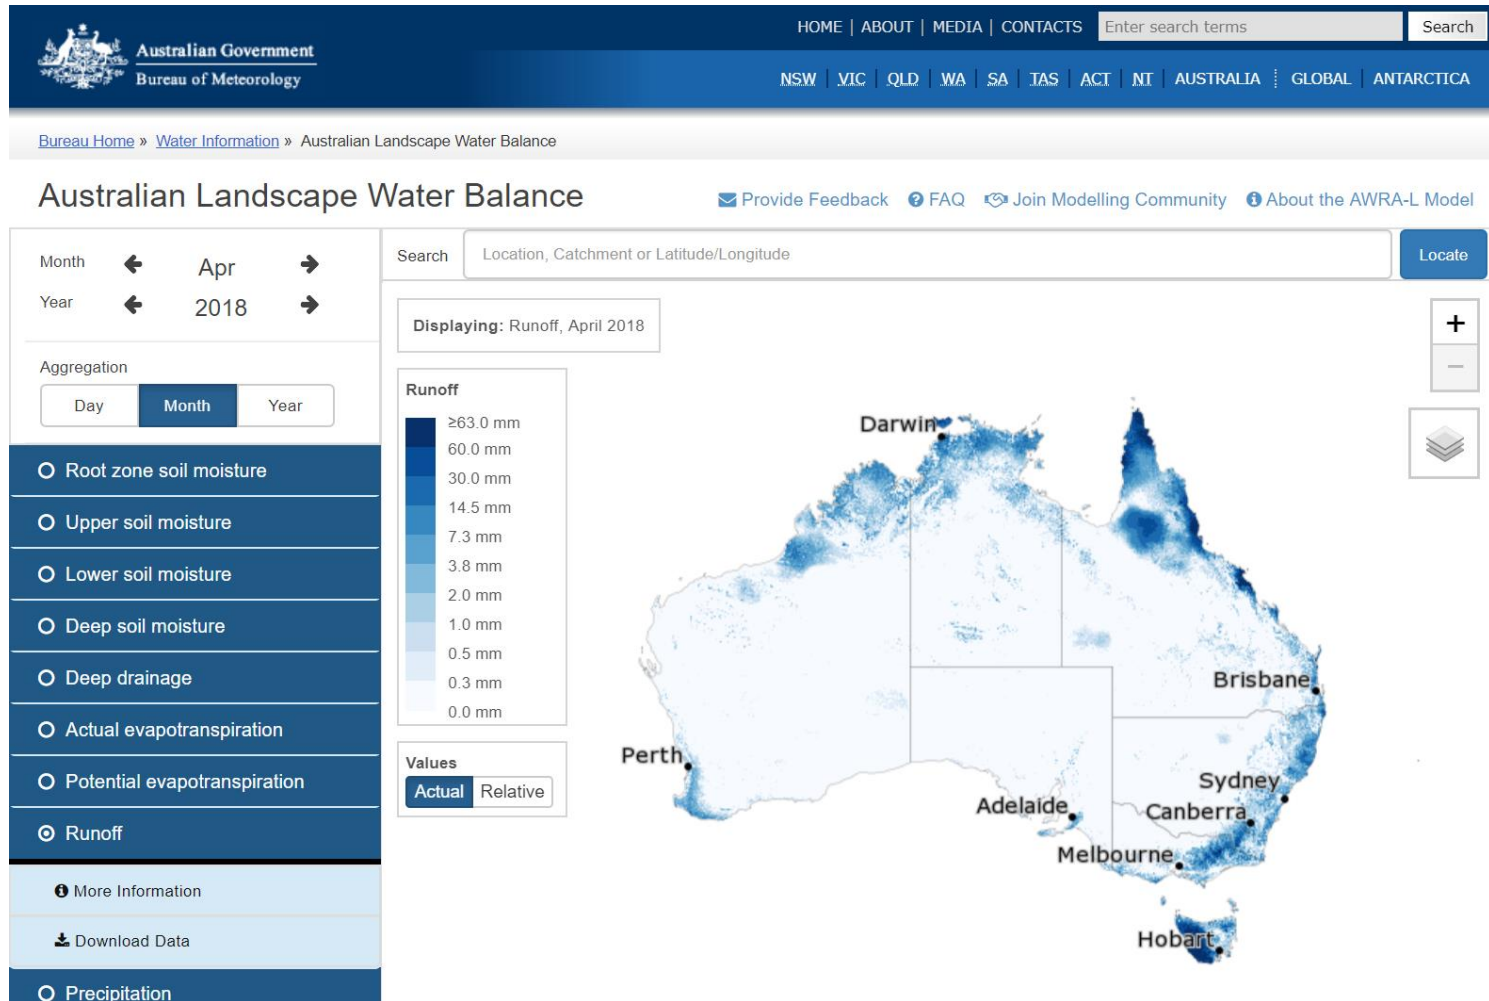 HOME | ABOUT | MEDIA | CONTACTS Enter search terms Search
Australian Government
Bureau of Meteorology
NSW | VIC | QLD | WA | SA | TAS | ACT | NT | AUSTRALIA GLOBAL | ANTARCTICA
Bureau Home » Water Information » Australian Landscape Water Balance
Australian Landscape Water Balance
Provide Feedback FAQ Join Modelling Community About the AWRA-L Model
Month Apr
Year 2018
Aggregation
Day Month Year
Root zone soil moisture
Upper soil moisture
Lower soil moisture
Deep soil moisture
Deep drainage
Actual evapotranspiration
Potential evapotranspiration
Runoff
More Information
Download Data
Precipitation
Search Location, Catchment or Latitude/Longitude Locate
Displaying: Runoff, April 2018
+
−
Runoff
≥63.0 mm
60.0 mm
30.0 mm
14.5 mm
7.3 mm
3.8 mm
2.0 mm
1.0 mm
0.5 mm
0.3 mm
0.0 mm
Values
Actual Relative
Darwin
Brisbane
Perth
Sydney
Adelaide
Canberra
Melbourne
Hobart